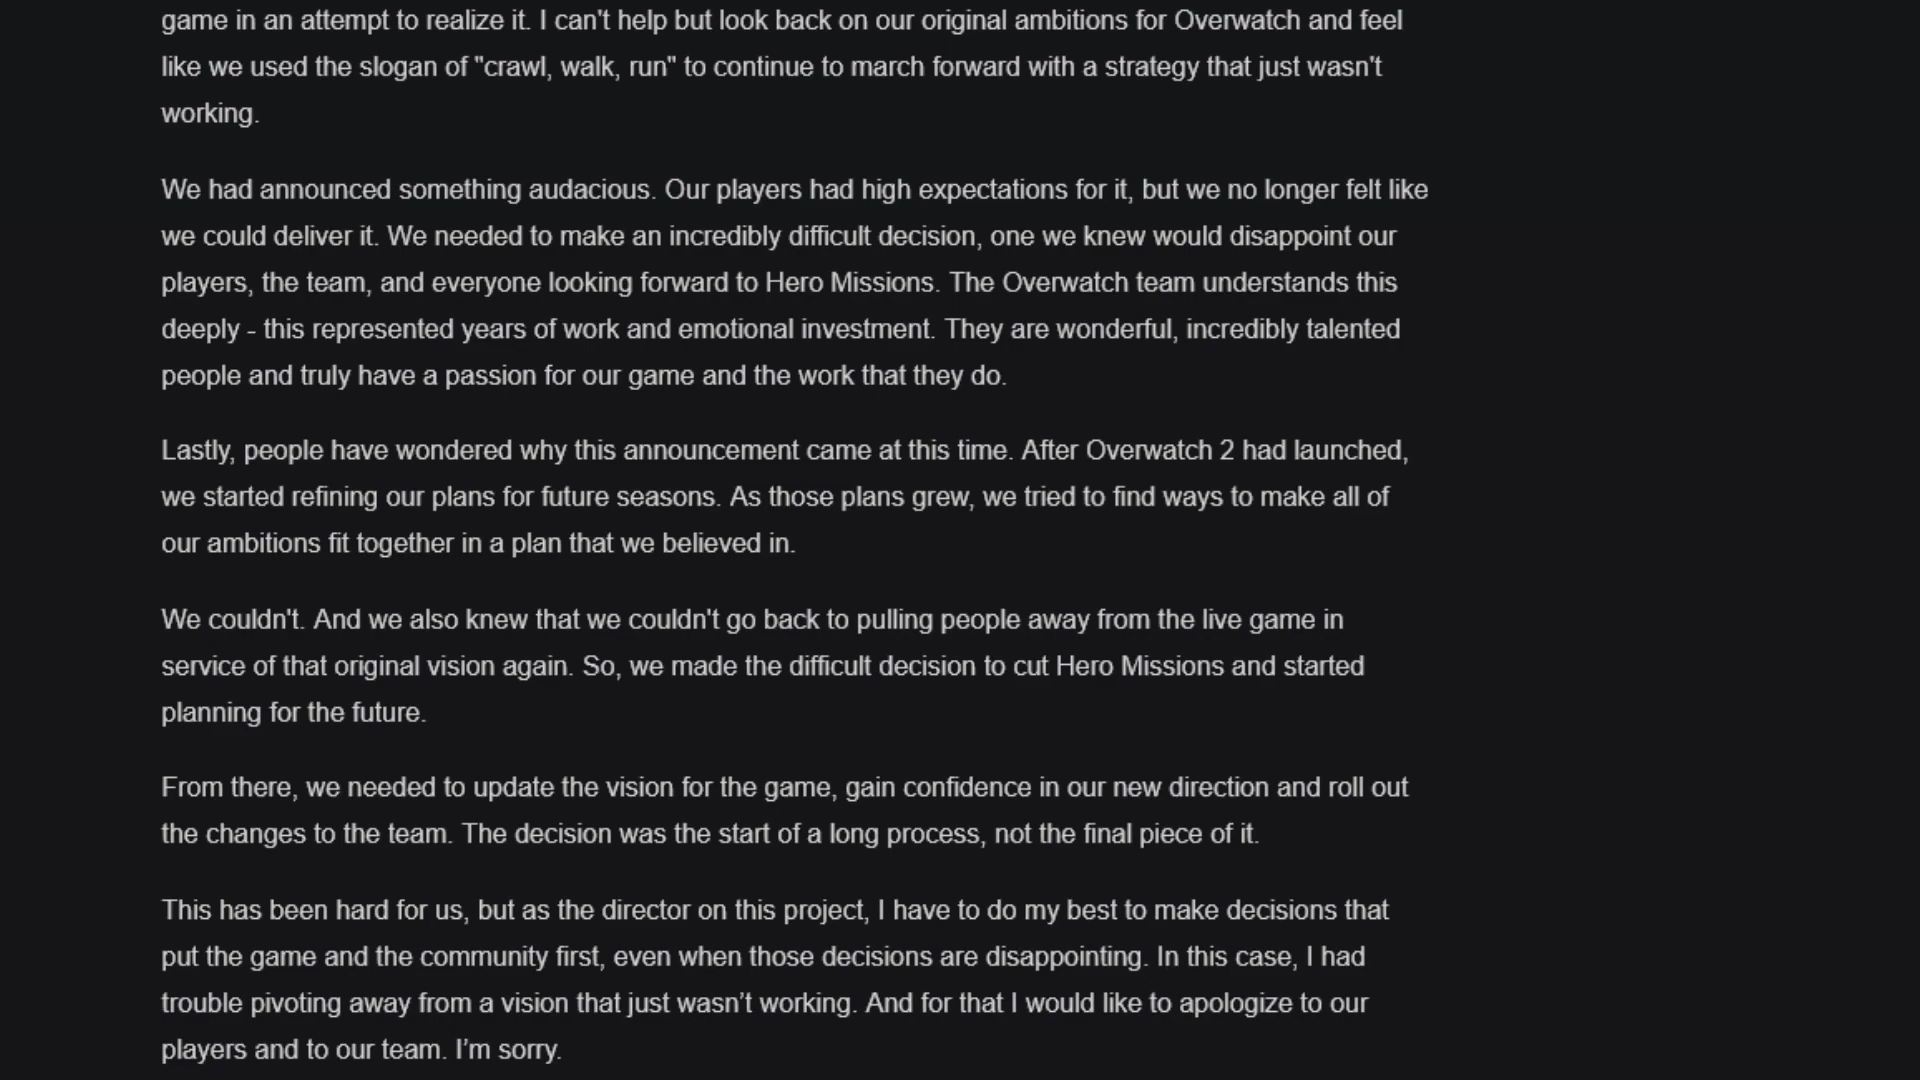 game in an attempt to realize it. I can't help but look back on our original ambitions for Overwatch and feel
like we used the slogan of "crawl, walk, run" to continue to march forward with a strategy that just wasn't
working.
We had announced something audacious. Our players had high expectations for it, but we no longer felt like
we could deliver it. We needed to make an incredibly difficult decision, one we knew would disappoint our
players, the team, and everyone looking forward to Hero Missions. The Overwatch team understands this
deeply - this represented years of work and emotional investment. They are wonderful, incredibly talented
people and truly have a passion for our game and the work that they do.
Lastly, people have wondered why this announcement came at this time. After Overwatch 2 had launched,
we started refining our plans for future seasons. As those plans grew, we tried to find ways to make all of
our ambitions fit together in a plan that we believed in.
We couldn't. And we also knew that we couldn't go back to pulling people away from the live game in
service of that original vision again. So, we made the difficult decision to cut Hero Missions and started
planning for the future.
From there, we needed to update the vision for the game, gain confidence in our new direction and roll out
the changes to the team. The decision was the start of a long process, not the final piece of it.
This has been hard for us, but as the director on this project, I have to do my best to make decisions that
put the game and the community first, even when those decisions are disappointing. In this case, I had
trouble pivoting away from a vision that just wasn’t working. And for that I would like to apologize to our
players and to our team. I’m sorry.